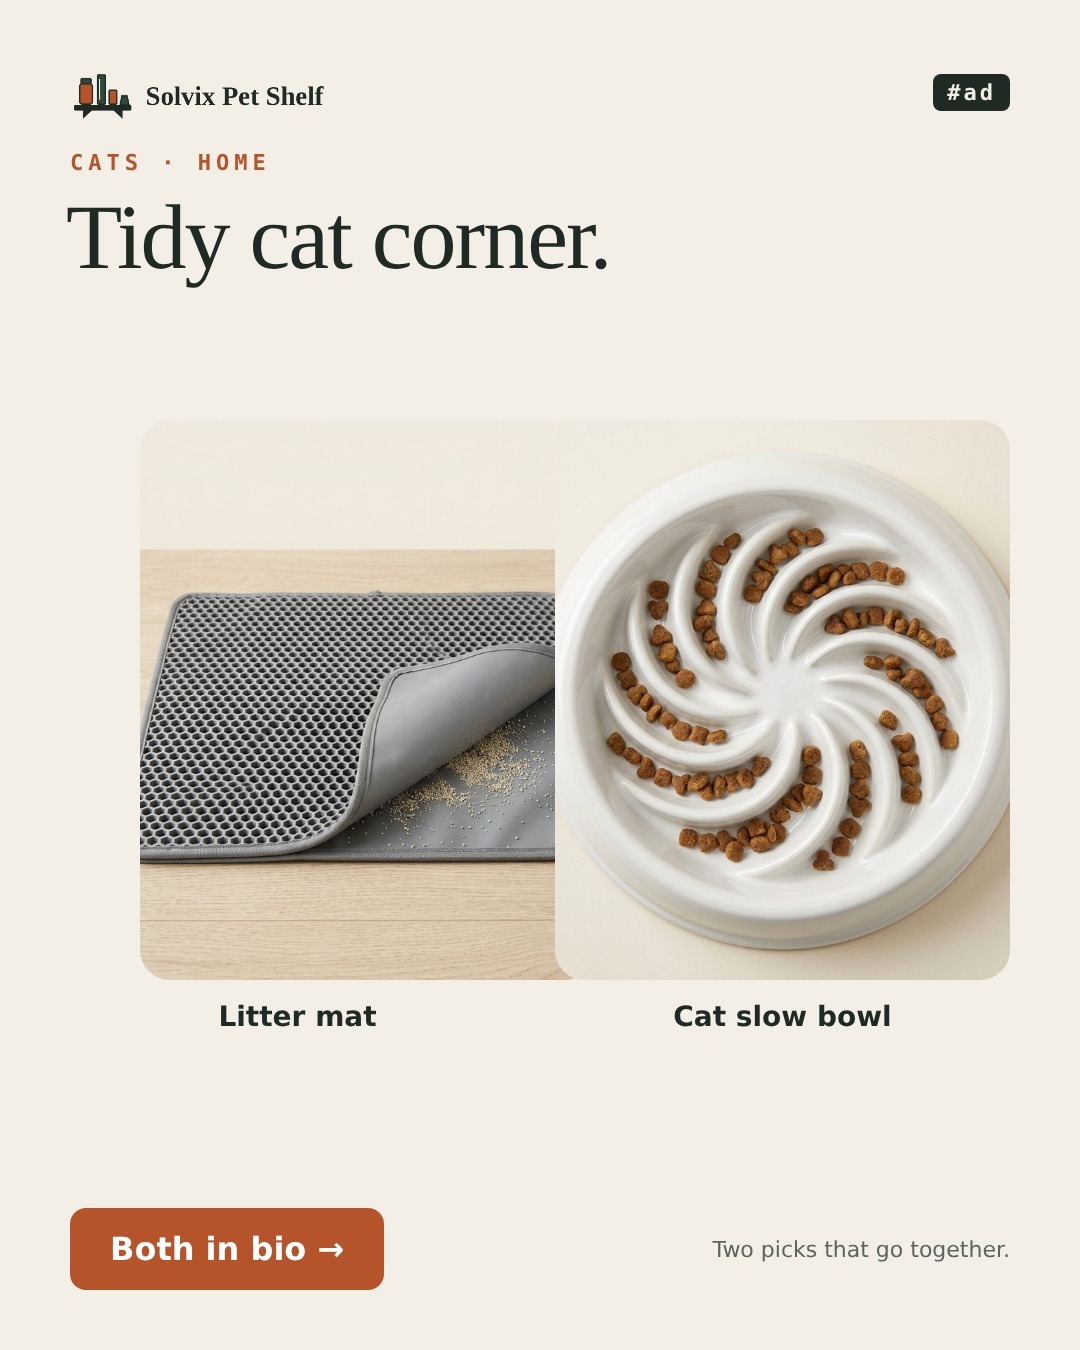 Solvix Pet Shelf
#ad
CATS · HOME
Tidy cat corner.
Litter mat
Cat slow bowl
Both in bio →
Two picks that go together.